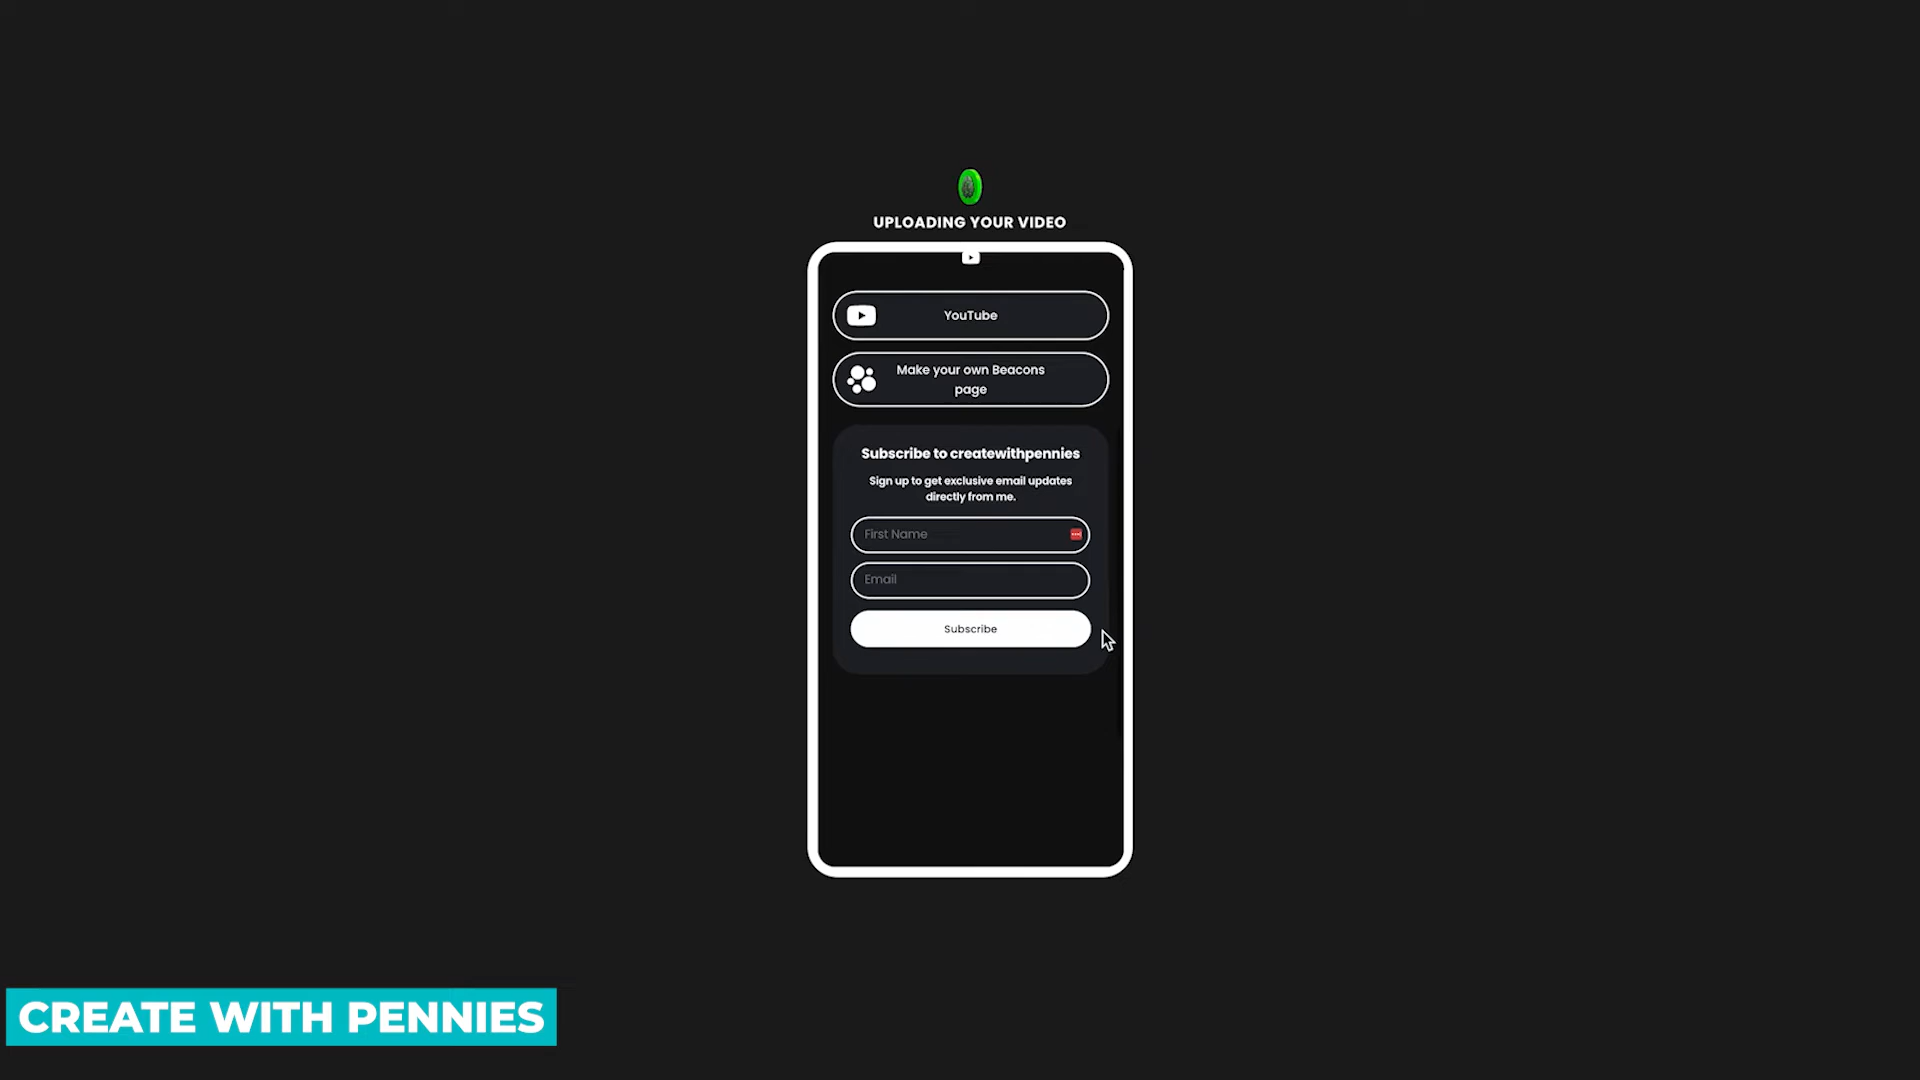 UPLOADING YOUR VIDEO
YouTube
Make your own Beacons
page
Subscribe to createwithpennies
Sign up to get exclusive email updates
directly from me.
First Name
Email
Subscribe
CREATE WITH PENNIES